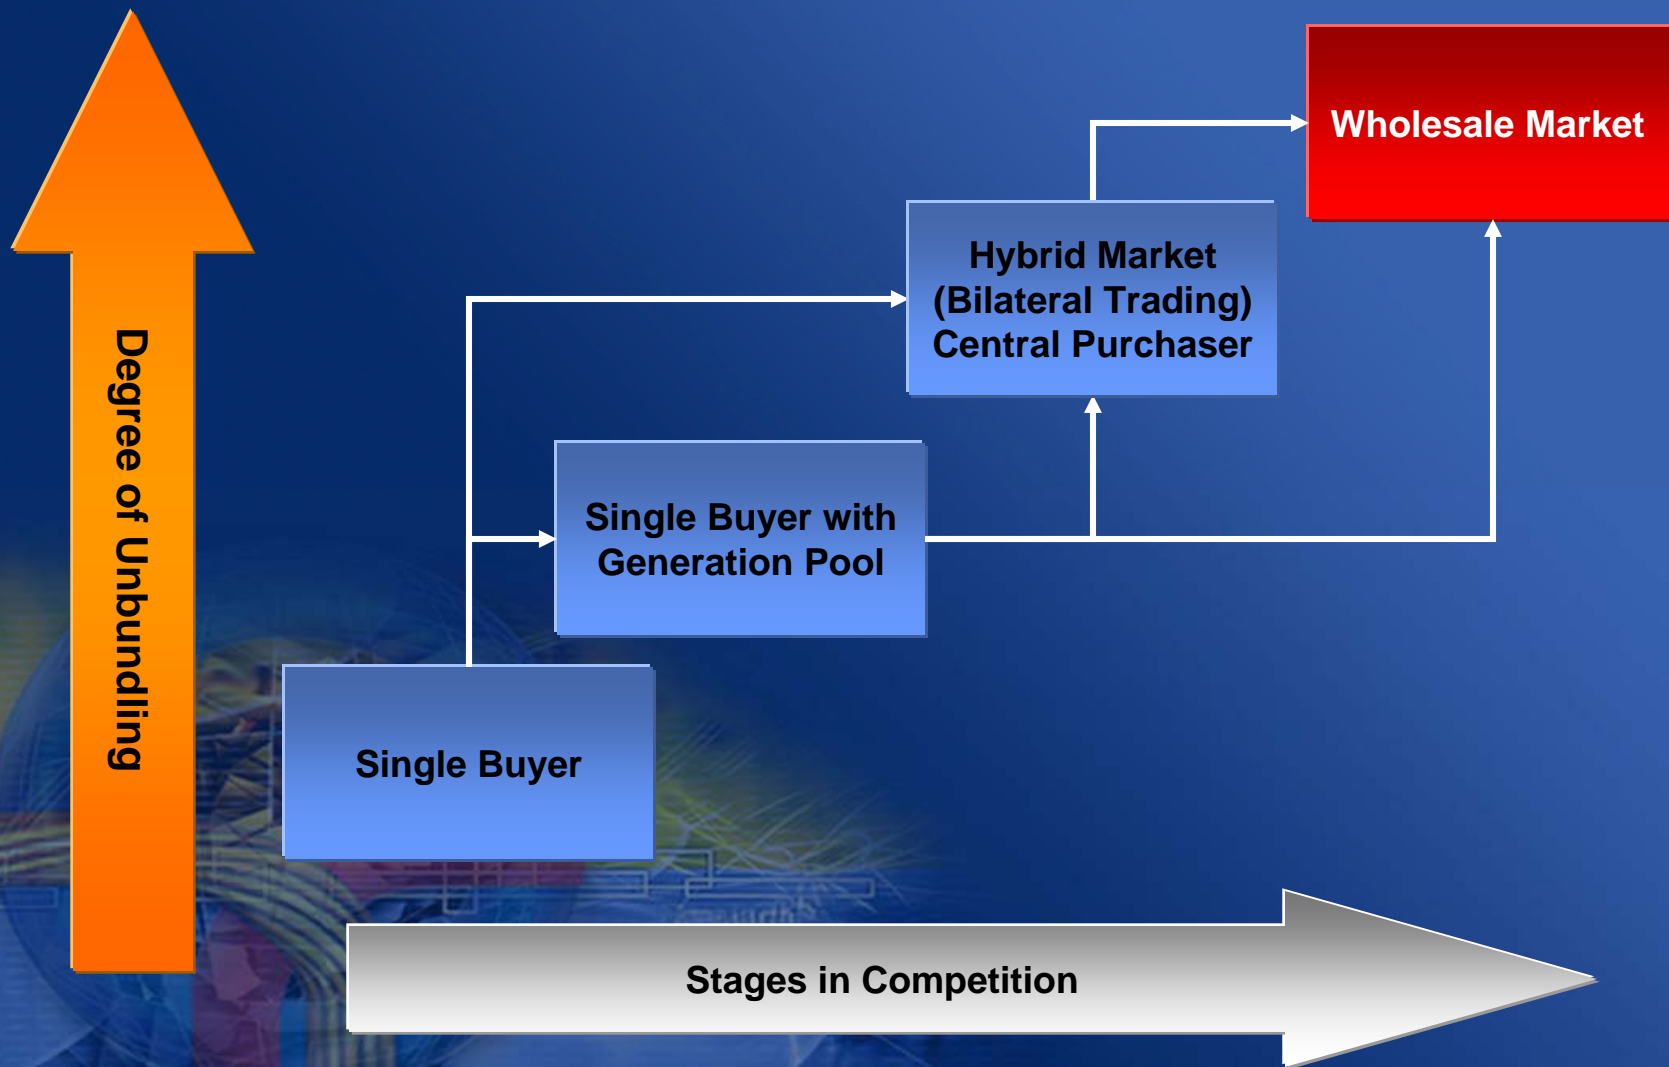 Wholesale Market
Hybrid Market
(Bilateral Trading)
Central Purchaser
Degree of Unbundling
Single Buyer with
Generation Pool
Single Buyer
Stages in Competition